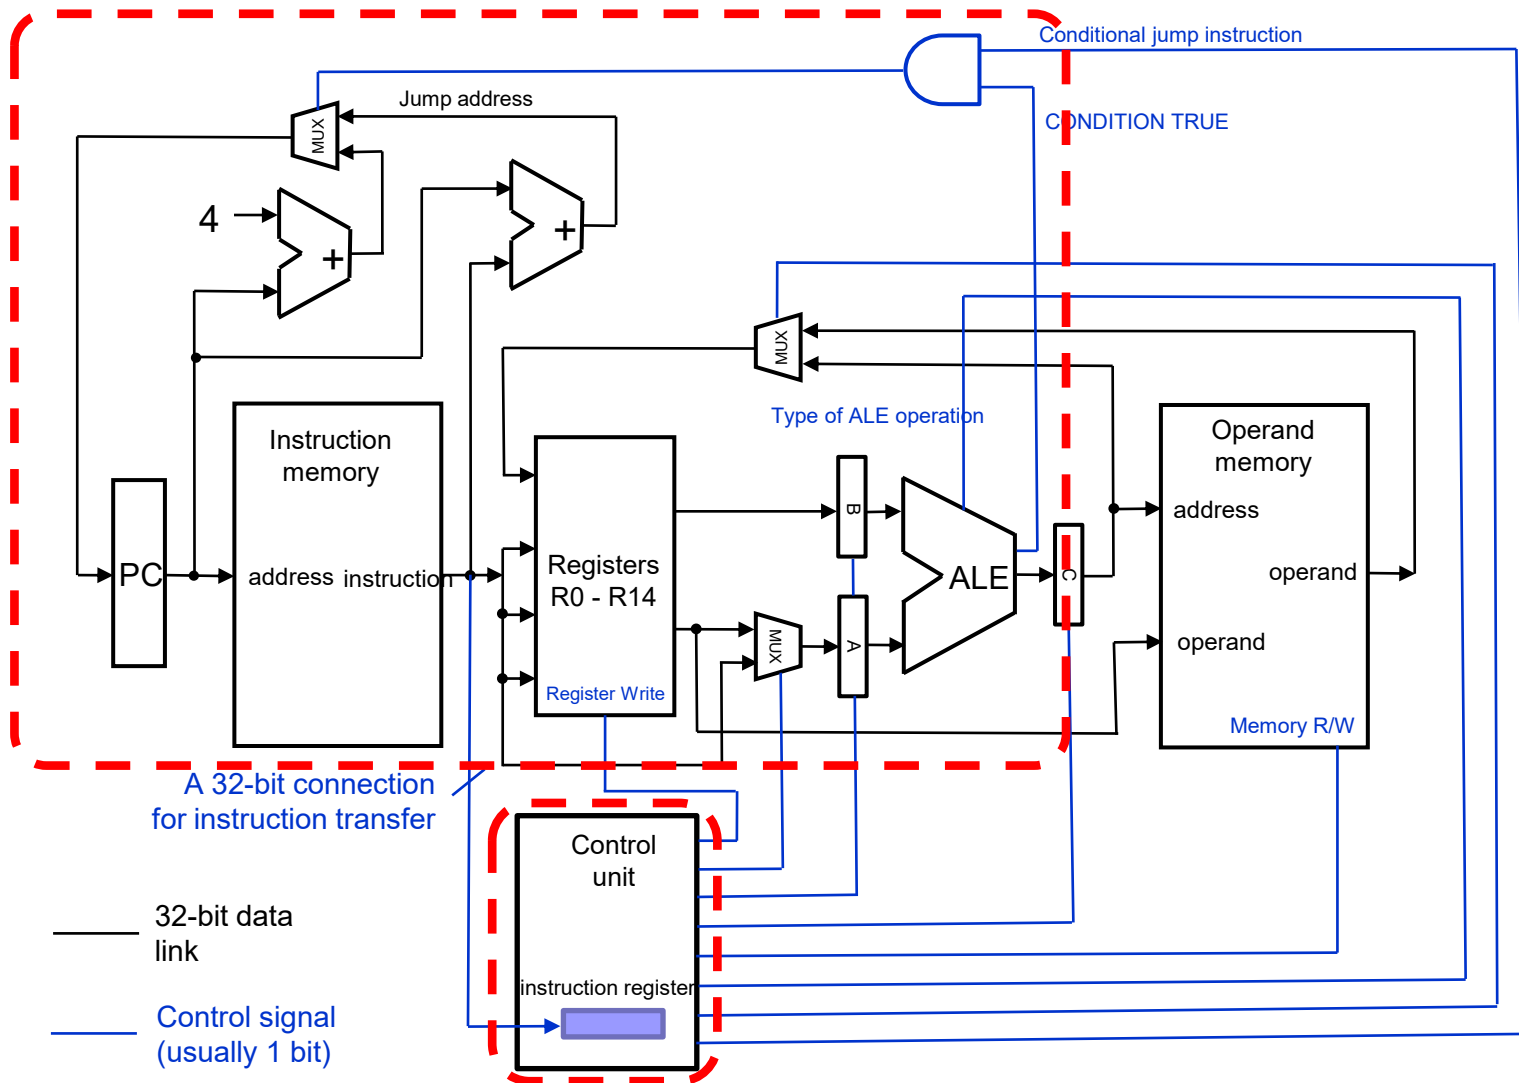 Conditional jump instruction
Jump address
CONDITION TRUE
MUX
4
+
+
MUX
Type of ALE operation
Instruction
memory
Operand
memory
B
address
PC
address
instruction
Registers
R0 - R14
ALE
C
operand
MUX
A
operand
Register Write
Memory R/W
A 32-bit connection
for instruction transfer
Control
unit
32-bit data
link
instruction register
Control signal
(usually 1 bit)